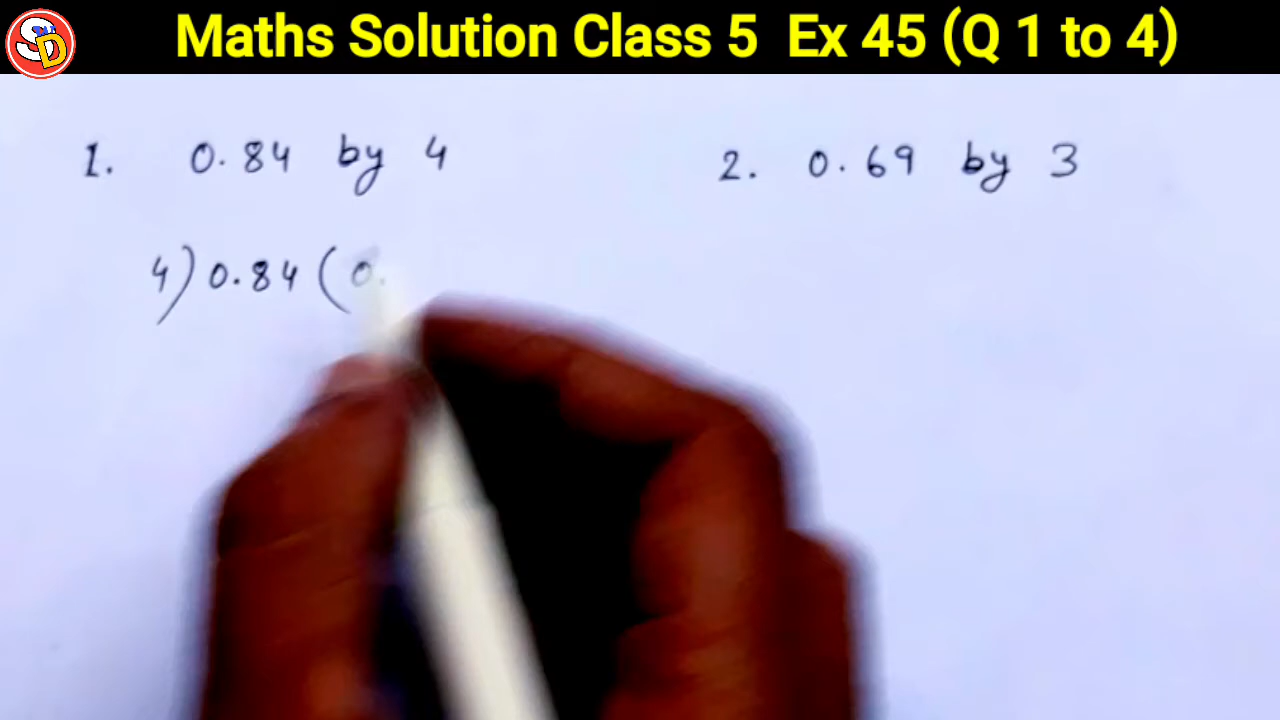 SD
Maths Solution Class 5 Ex 45 (Q 1 to 4)
1. 0.84 by 4
2. 0.69 by 3
4)0.84(0.